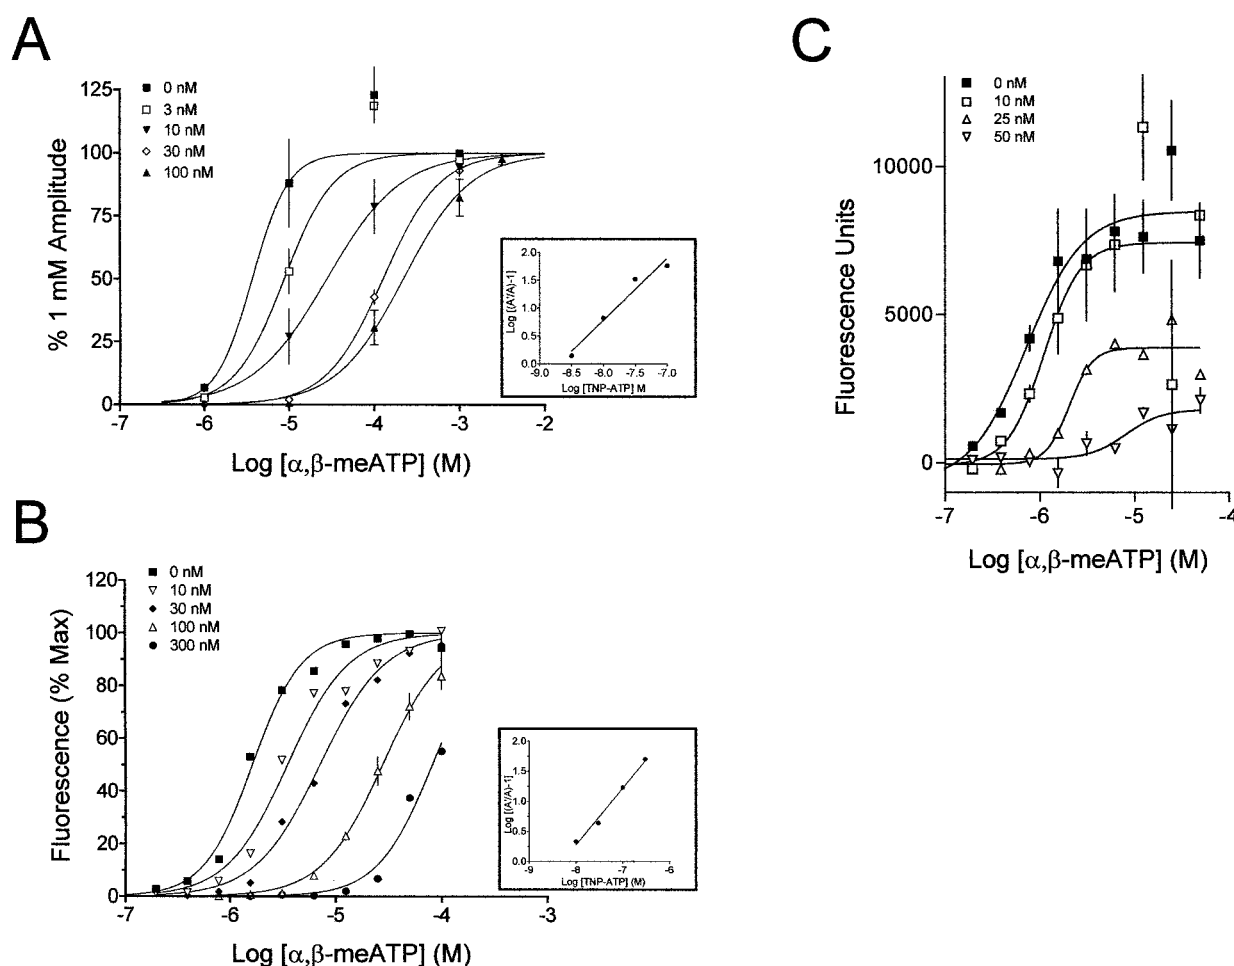 A
0 nM
3 nM
10 nM
30 nM
100 nM
% 1 mM Amplitude
125
100
75
50
25
0
-7
-6
-5
-4
-3
-2
Log [α,β-meATP] (M)
Log [(A'/A)-1]
2.0
1.5
1.0
0.5
0.0
-9.0
-8.5
-8.0
-7.5
-7.0
Log [TNP-ATP] M
B
0 nM
10 nM
30 nM
100 nM
300 nM
Fluorescence (% Max)
120
100
80
60
40
20
0
-7
-6
-5
-4
-3
Log [α,β-meATP] (M)
Log [(A'/A)-1]
2.0
1.5
1.0
0.5
0.0
-9
-8
-7
-6
Log [TNP-ATP] (M)
C
0 nM
10 nM
25 nM
50 nM
Fluorescence Units
10000
5000
0
-7
-6
-5
-4
Log [α,β-meATP] (M)